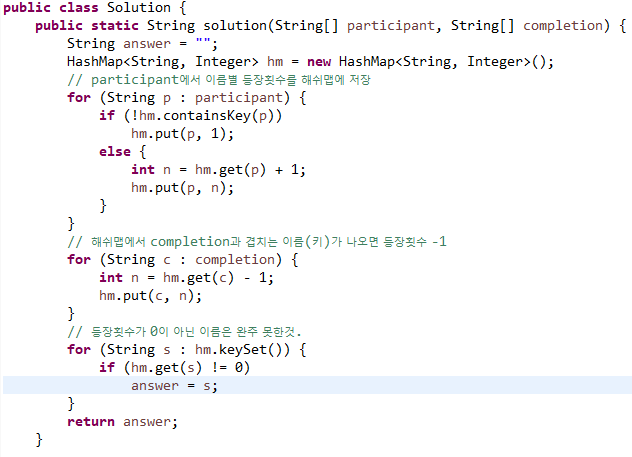 public class Solution {
    public static String solution(String[] participant, String[] completion) {
        String answer = "";
        HashMap<String, Integer> hm = new HashMap<String, Integer>();
        // participant에서 이름별 등장횟수를 해쉬맵에 저장
        for (String p : participant) {
            if (!hm.containsKey(p))
                hm.put(p, 1);
            else {
                int n = hm.get(p) + 1;
                hm.put(p, n);
            }
        }
        // 해쉬맵에서 completion과 겹치는 이름(키)가 나오면 등장횟수 -1
        for (String c : completion) {
            int n = hm.get(c) - 1;
            hm.put(c, n);
        }
        // 등장횟수가 0이 아닌 이름은 완주 못한것.
        for (String s : hm.keySet()) {
            if (hm.get(s) != 0)
                answer = s;
        }
        return answer;
    }